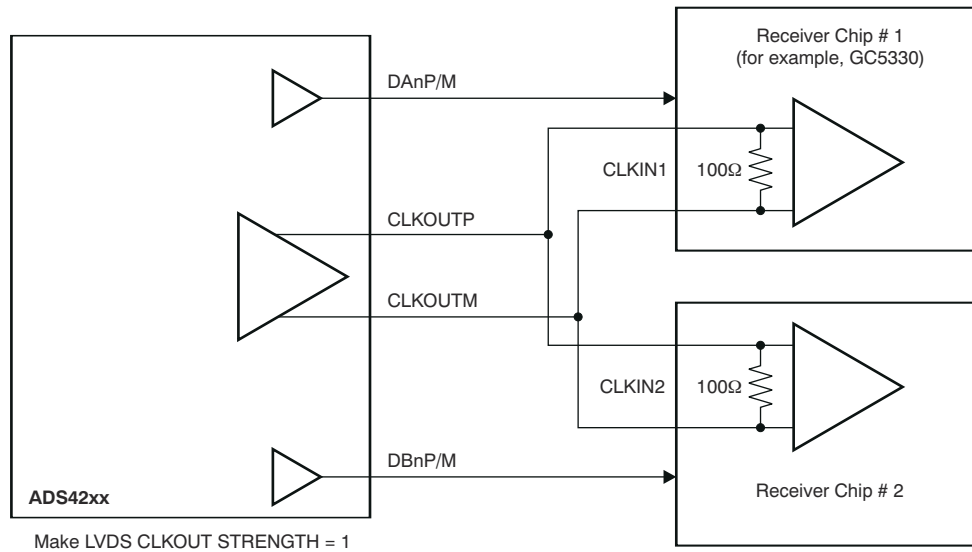 Receiver Chip # 1
(for example, GC5330)
DAnP/M
CLKIN1
100Ω
CLKOUTP
CLKOUTM
CLKIN2
100Ω
DBnP/M
ADS42xx
Receiver Chip # 2
Make LVDS CLKOUT STRENGTH = 1